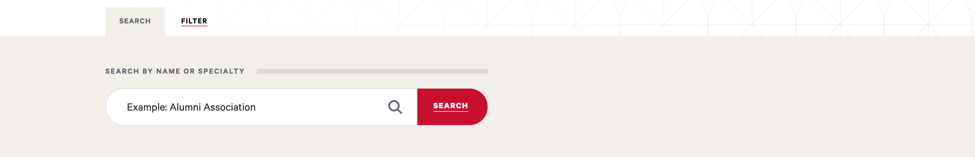 SEARCH
FILTER
SEARCH BY NAME OR SPECIALTY
Example: Alumni Association
SEARCH